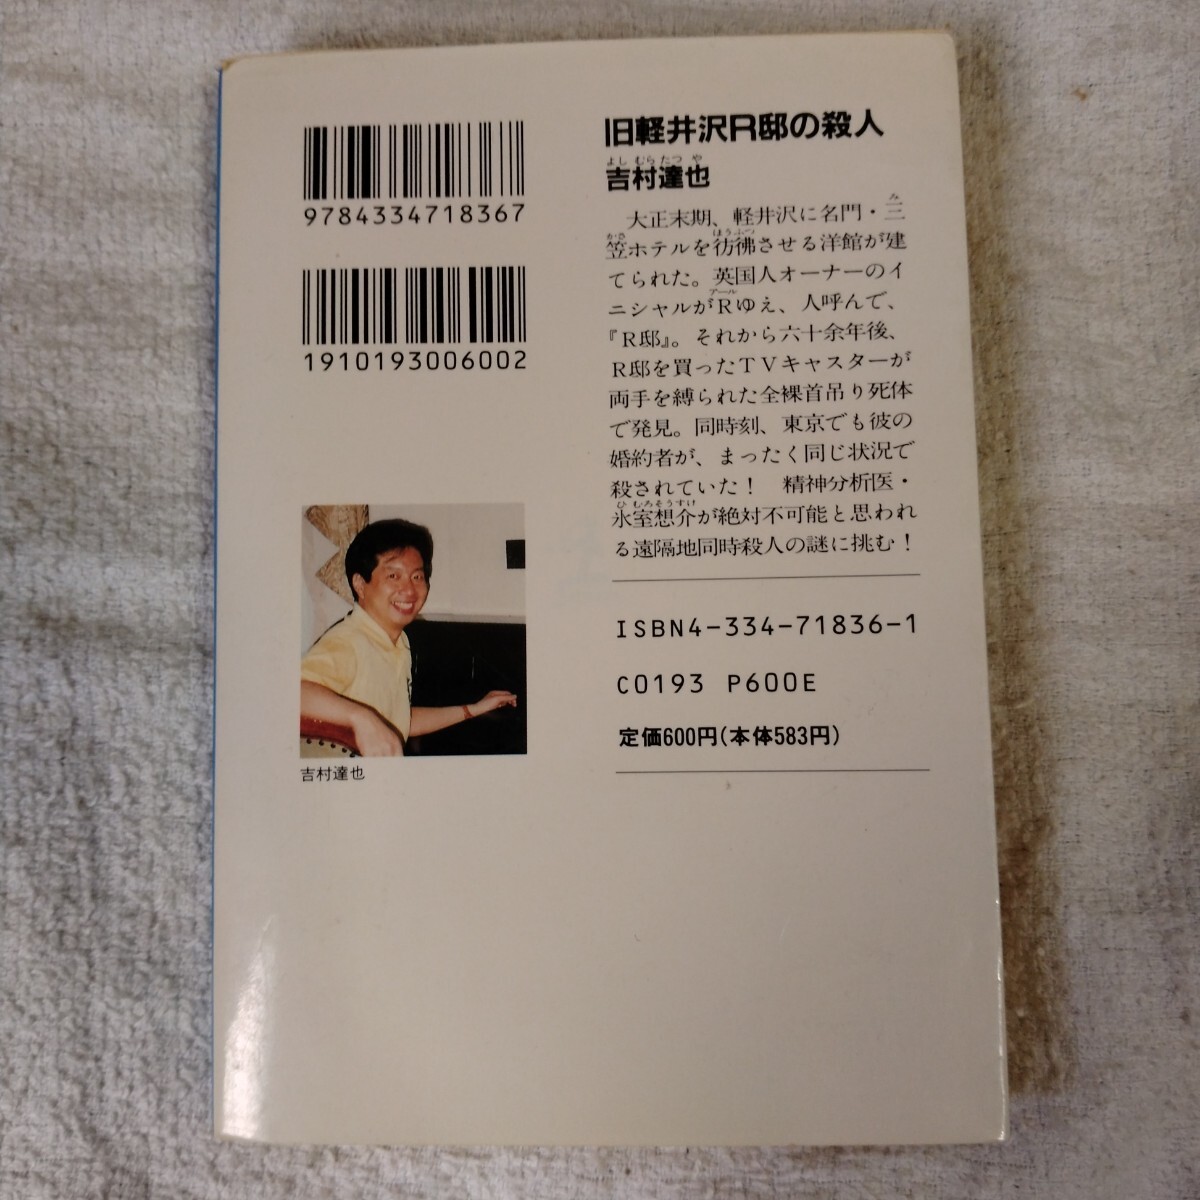 9784334718367
1910193006002
吉村達也
旧軽井沢R邸の殺人
よしむらたつや
吉村達也
大正末期、軽井沢に名門・三
笠ホテルを彷彿させる洋館が建
てられた。英国人オーナーのイ
ニシャルがRゆえ、人呼んで、
『R邸』。それから六十余年後、
R邸を買ったTVキャスターが
両手を縛られた全裸首吊り死体
で発見。同時刻、東京でも彼の
婚約者が、まったく同じ状況で
殺されていた！　精神分析医・
氷室想介が絶対不可能と思われ
る遠隔地同時殺人の謎に挑む！
ISBN4-334-71836-1
C0193 P600E
定価600円(本体583円)